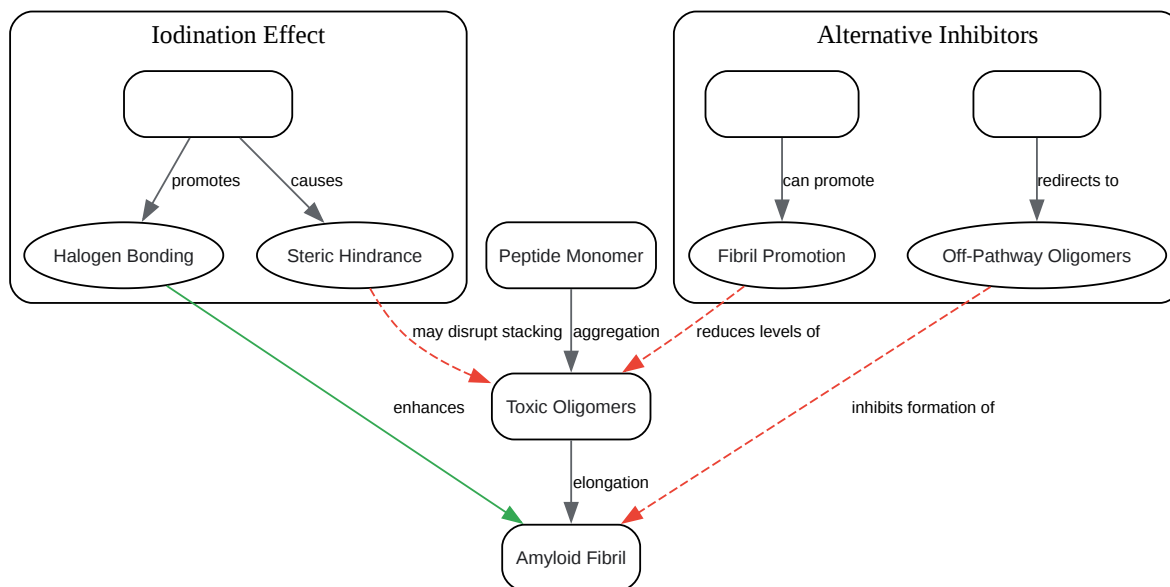 Iodination Effect
Alternative Inhibitors
promotes
causes
can promote
redirects to
Halogen Bonding
Steric Hindrance
Peptide Monomer
Fibril Promotion
Off-Pathway Oligomers
may disrupt stacking
aggregation
reduces levels of
enhances
Toxic Oligomers
inhibits formation of
elongation
Amyloid Fibril